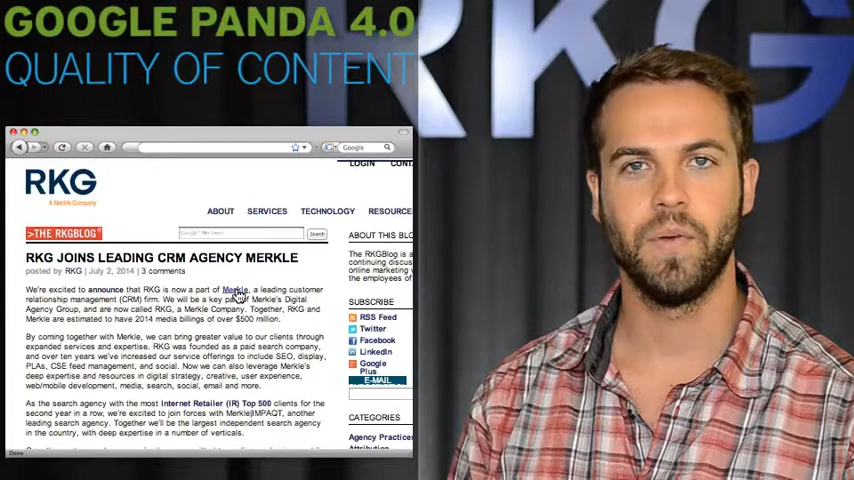 GOOGLE PANDA 4.0
QUALITY OF CONTENT
RKG
Google
LOGIN
RKG
A Merkle Company
ABOUT SERVICES TECHNOLOGY RESOURCE
>THE RKGBLOG
Search
RKG JOINS LEADING CRM AGENCY MERKLE
posted by RKG | July 2, 2014 | 3 comments
We're excited to announce that RKG is now a part of Merkle, a leading customer
relationship management (CRM) firm. We will be a key part of Merkle's Digital
Agency Group, and are now called RKG, a Merkle Company. Together, RKG and
Merkle are estimated to have 2014 media billings of over $500 million.
By coming together with Merkle, we can bring greater value to our clients through
expanded services and expertise. RKG was founded as a paid search company,
and over ten years we've increased our service offerings to include SEO, display,
PLAs, CSE feed management, and social. Now we can also leverage Merkle's
deep expertise and resources in digital strategy, creative, user experience,
web/mobile development, media, search, social, email and more.
As the search agency with the most Internet Retailer (IR) Top 500 clients for the
second year in a row, we're excited to join forces with Merkle|IMPAQT, another
leading search agency. Together we'll be the largest independent search agency
in the country, with deep expertise in a number of verticals.
ABOUT THIS BLO
The RKGBlog is a
continuing discus
online marketing
the employees of
SUBSCRIBE
RSS Feed
Twitter
Facebook
LinkedIn
Google
Plus
E-MAIL
CATEGORIES
Agency Practices
Attribution
Done